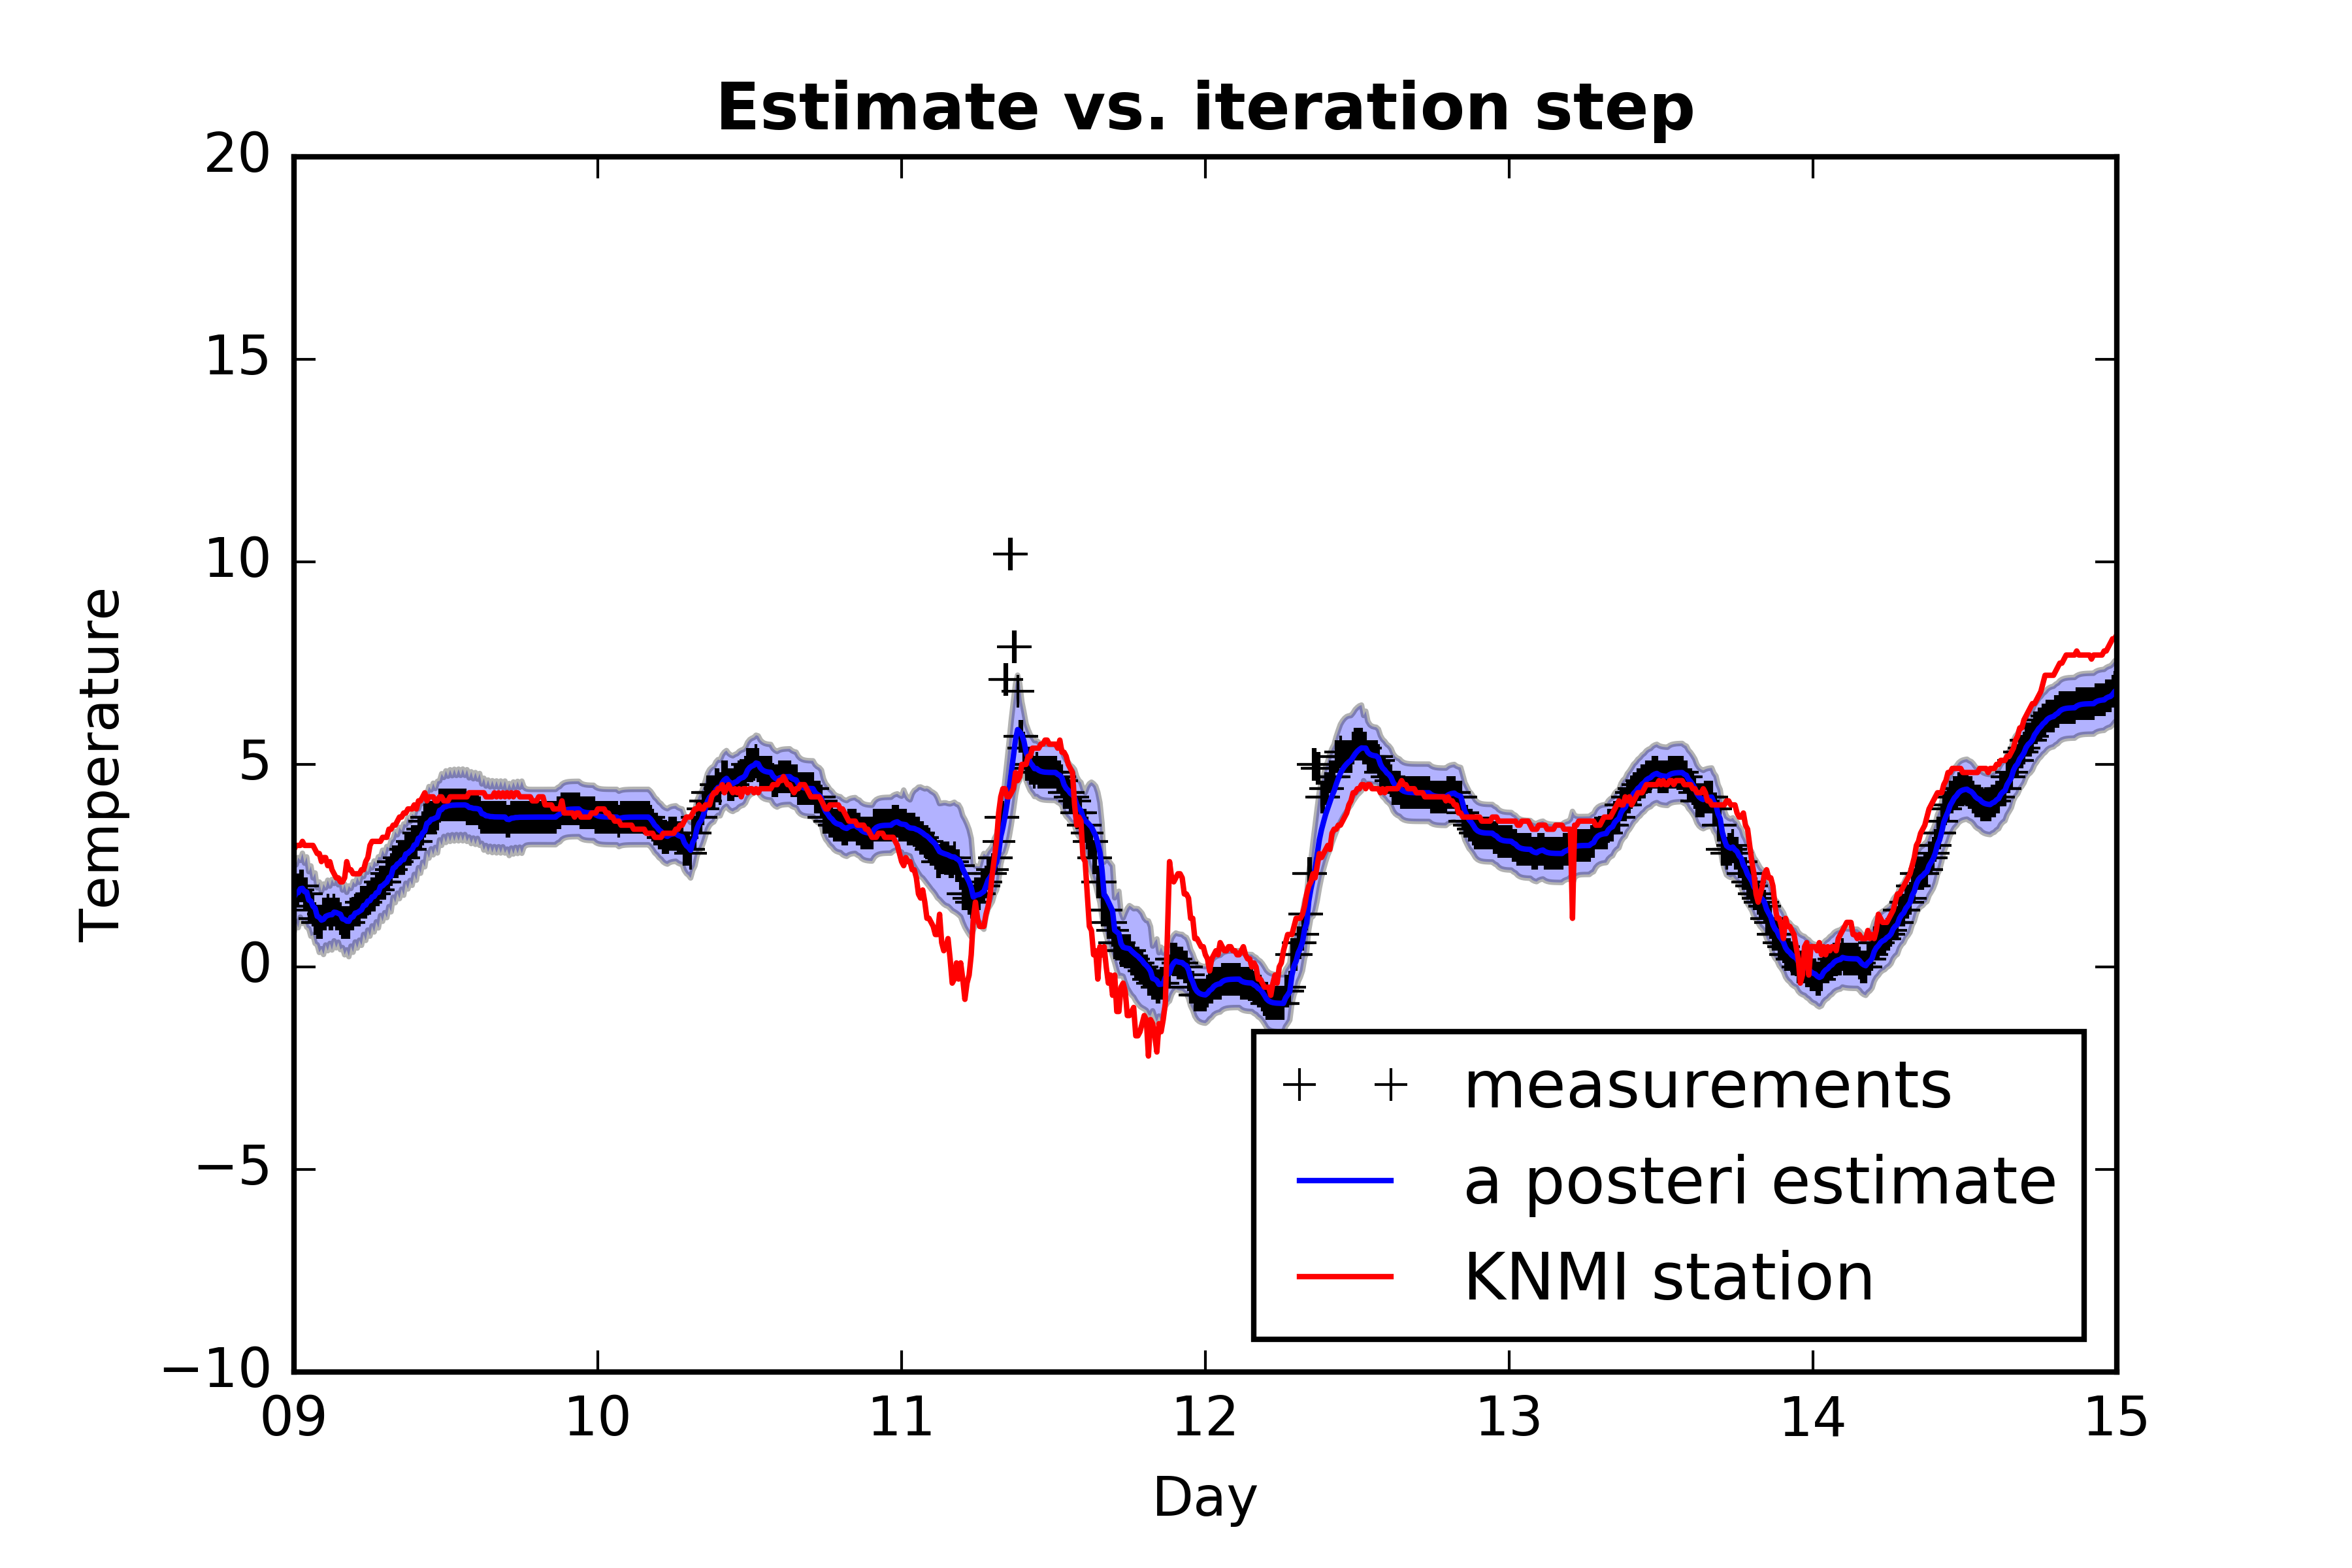 Estimate vs. iteration step
20
15
10
5
0
−5
−10
Temperature
measurements
a posteri estimate
KNMI station
09 10 11 12 13 14 15
Day